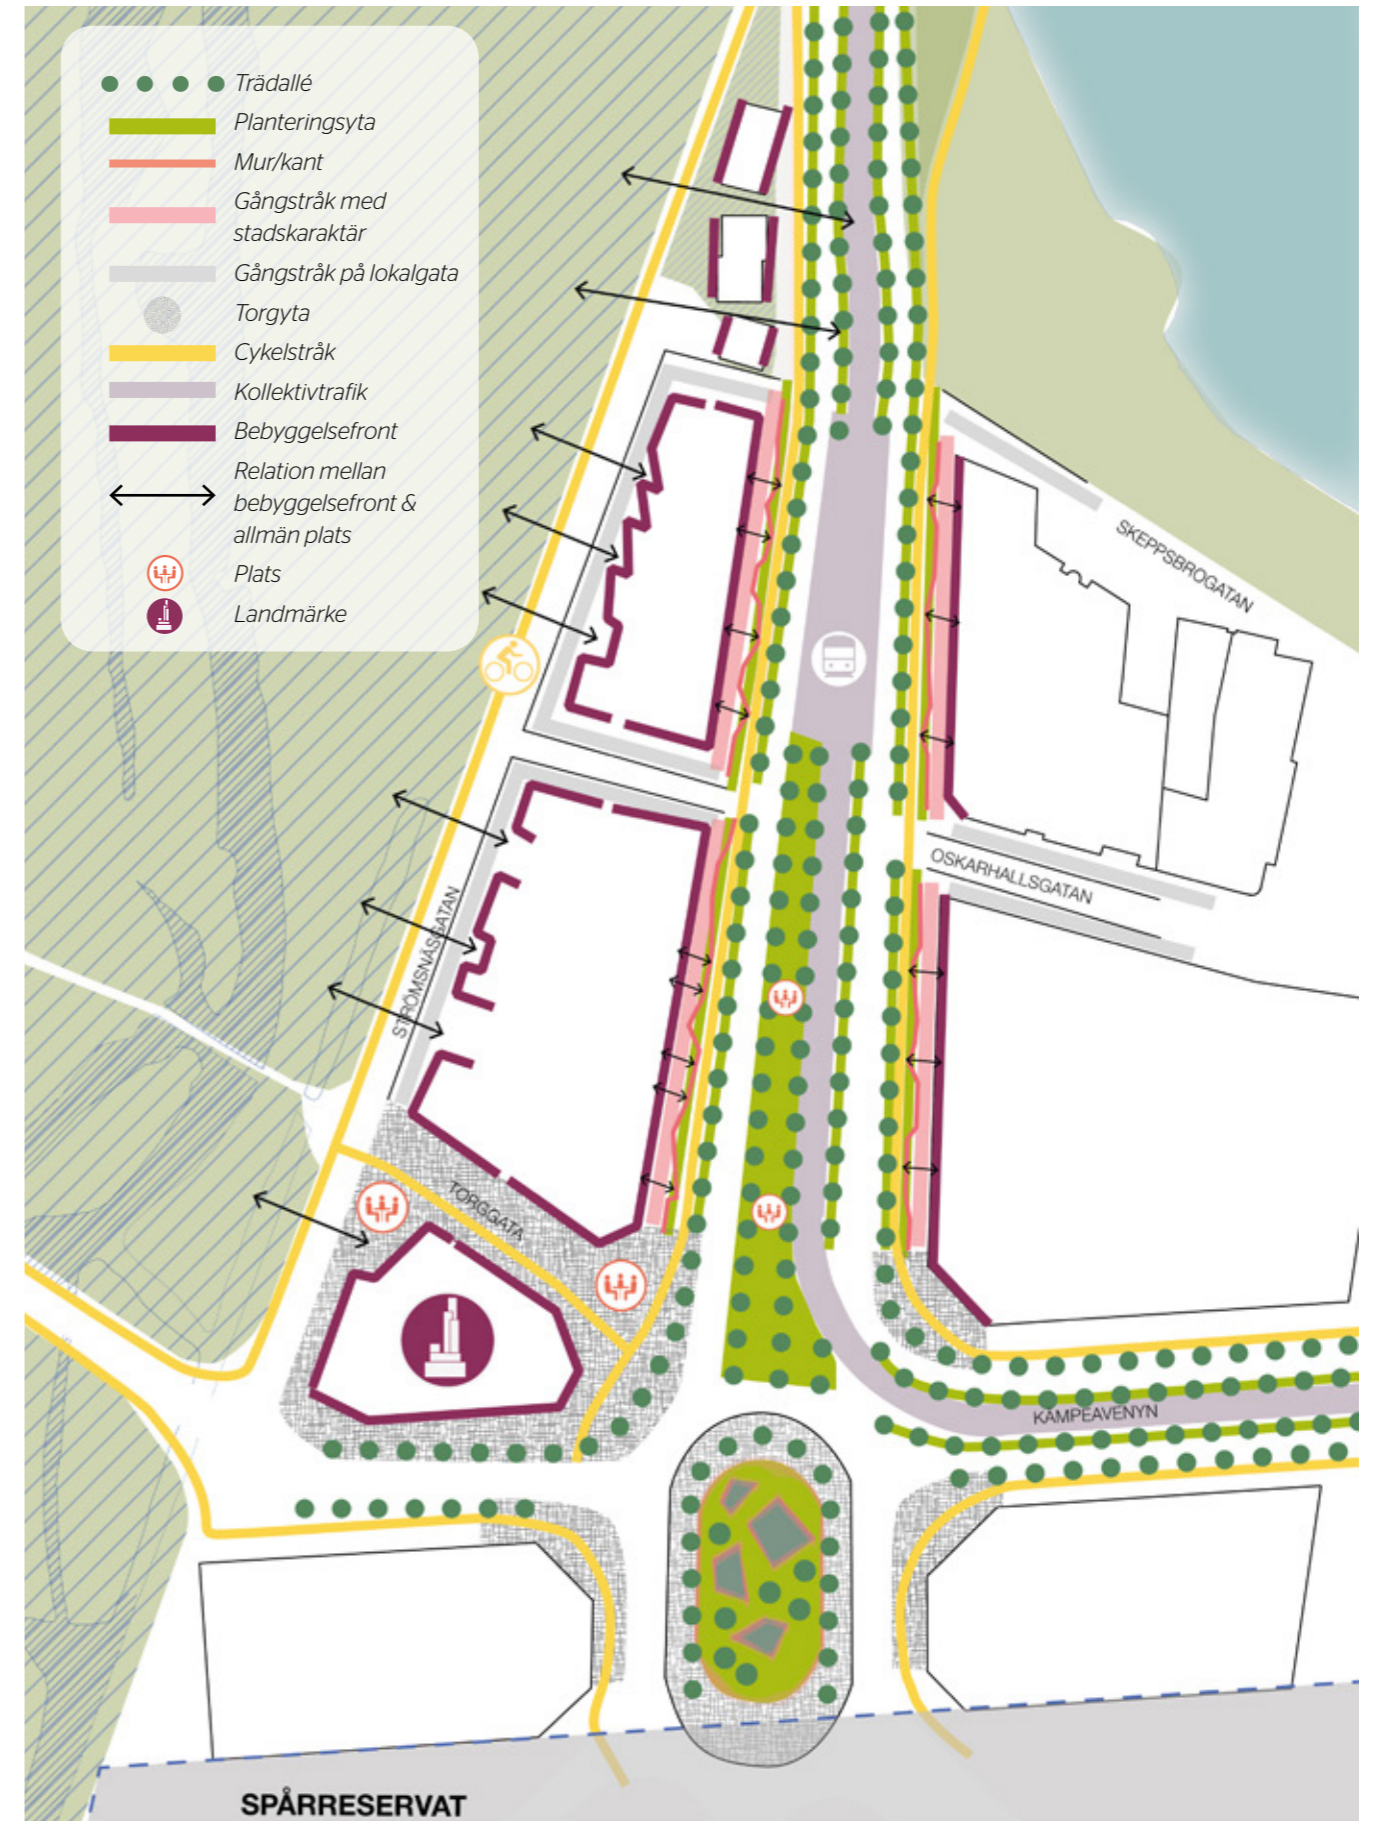 Trädallé
Planteringsyta
Mur/kant
Gångstråk med
stadskaraktär
Gångstråk på lokalgata
Torgyta
Cykelstråk
Kollektivtrafik
Bebyggelsefront
Relation mellan
bebyggelsefront &
allmän plats
Plats
Landmärke
SKEPPSBROGATAN
OSKARHALLSGATAN
STRÖMSNÄSGATAN
TORGGATA
KÄMPEAVENYN
SPÅRRESERVAT